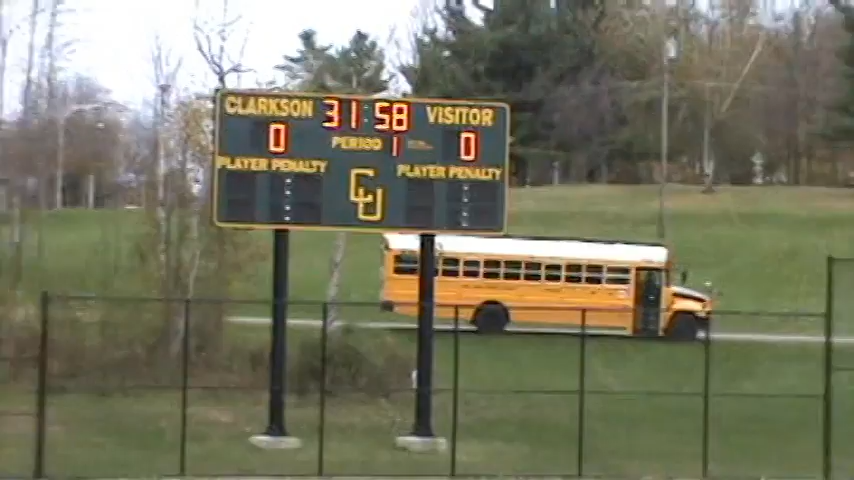 CLARKSON 31:58 VISITOR
0 PERIOD 1 0
PLAYER PENALTY PLAYER PENALTY
CU